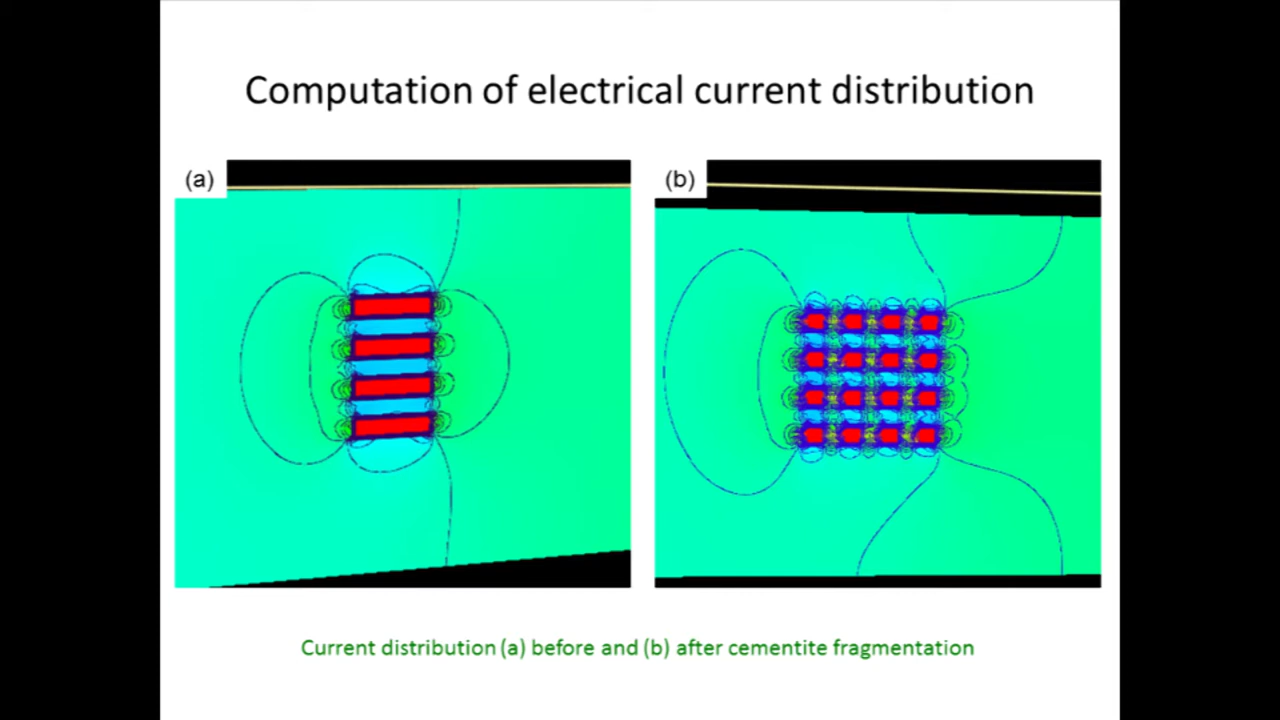 Computation of electrical current distribution
(a)
(b)
Current distribution (a) before and (b) after cementite fragmentation